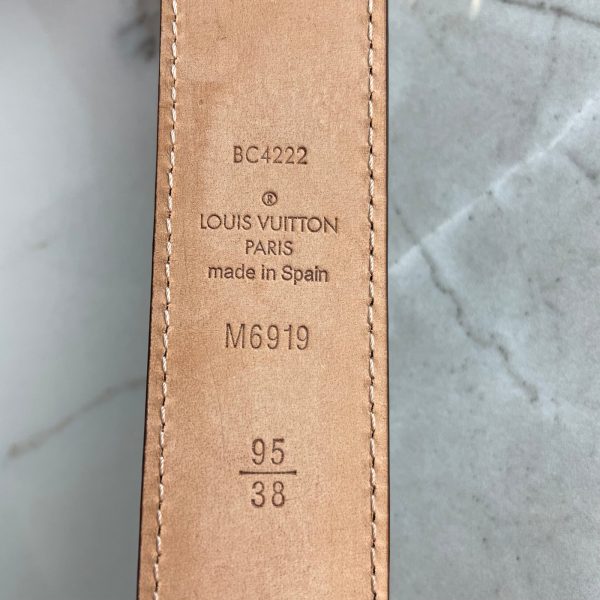 BC4222
®
LOUIS VUITTON
PARIS
made in Spain
M6919
95
38